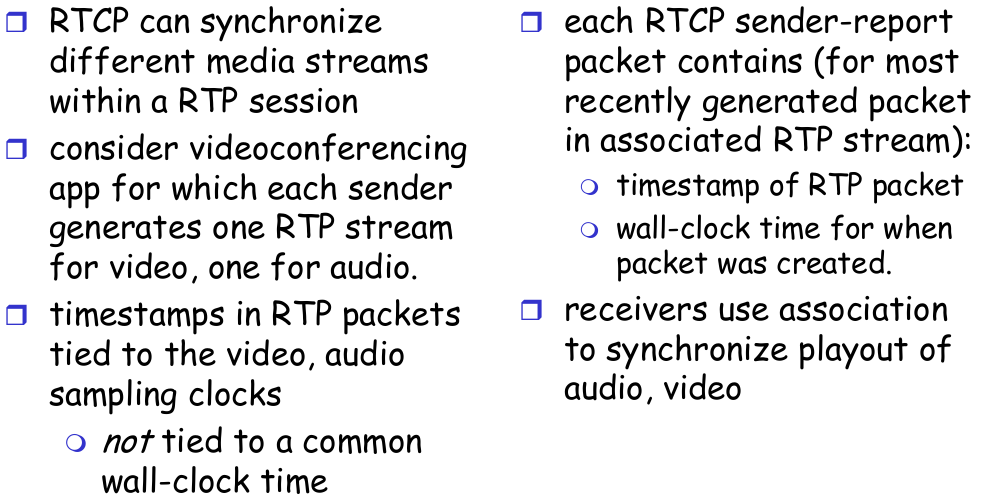 RTCP can synchronize
different media streams
within a RTP session
consider videoconferencing
app for which each sender
generates one RTP stream
for video, one for audio.
timestamps in RTP packets
tied to the video, audio
sampling clocks
not tied to a common
wall-clock time
each RTCP sender-report
packet contains (for most
recently generated packet
in associated RTP stream):
timestamp of RTP packet
wall-clock time for when
packet was created.
receivers use association
to synchronize playout of
audio, video